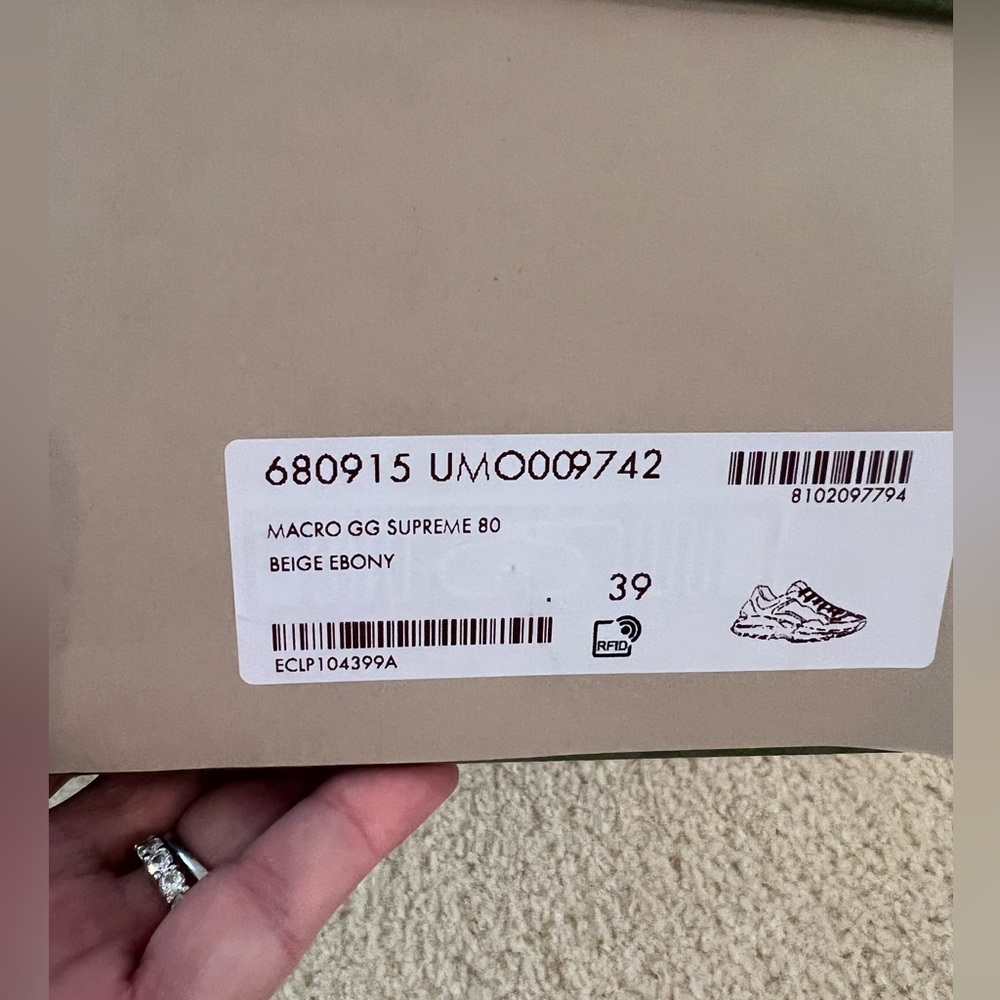 680915 UMO009742
8102097794
MACRO GG SUPREME 80
BEIGE EBONY
39
RFID
ECLP104399A